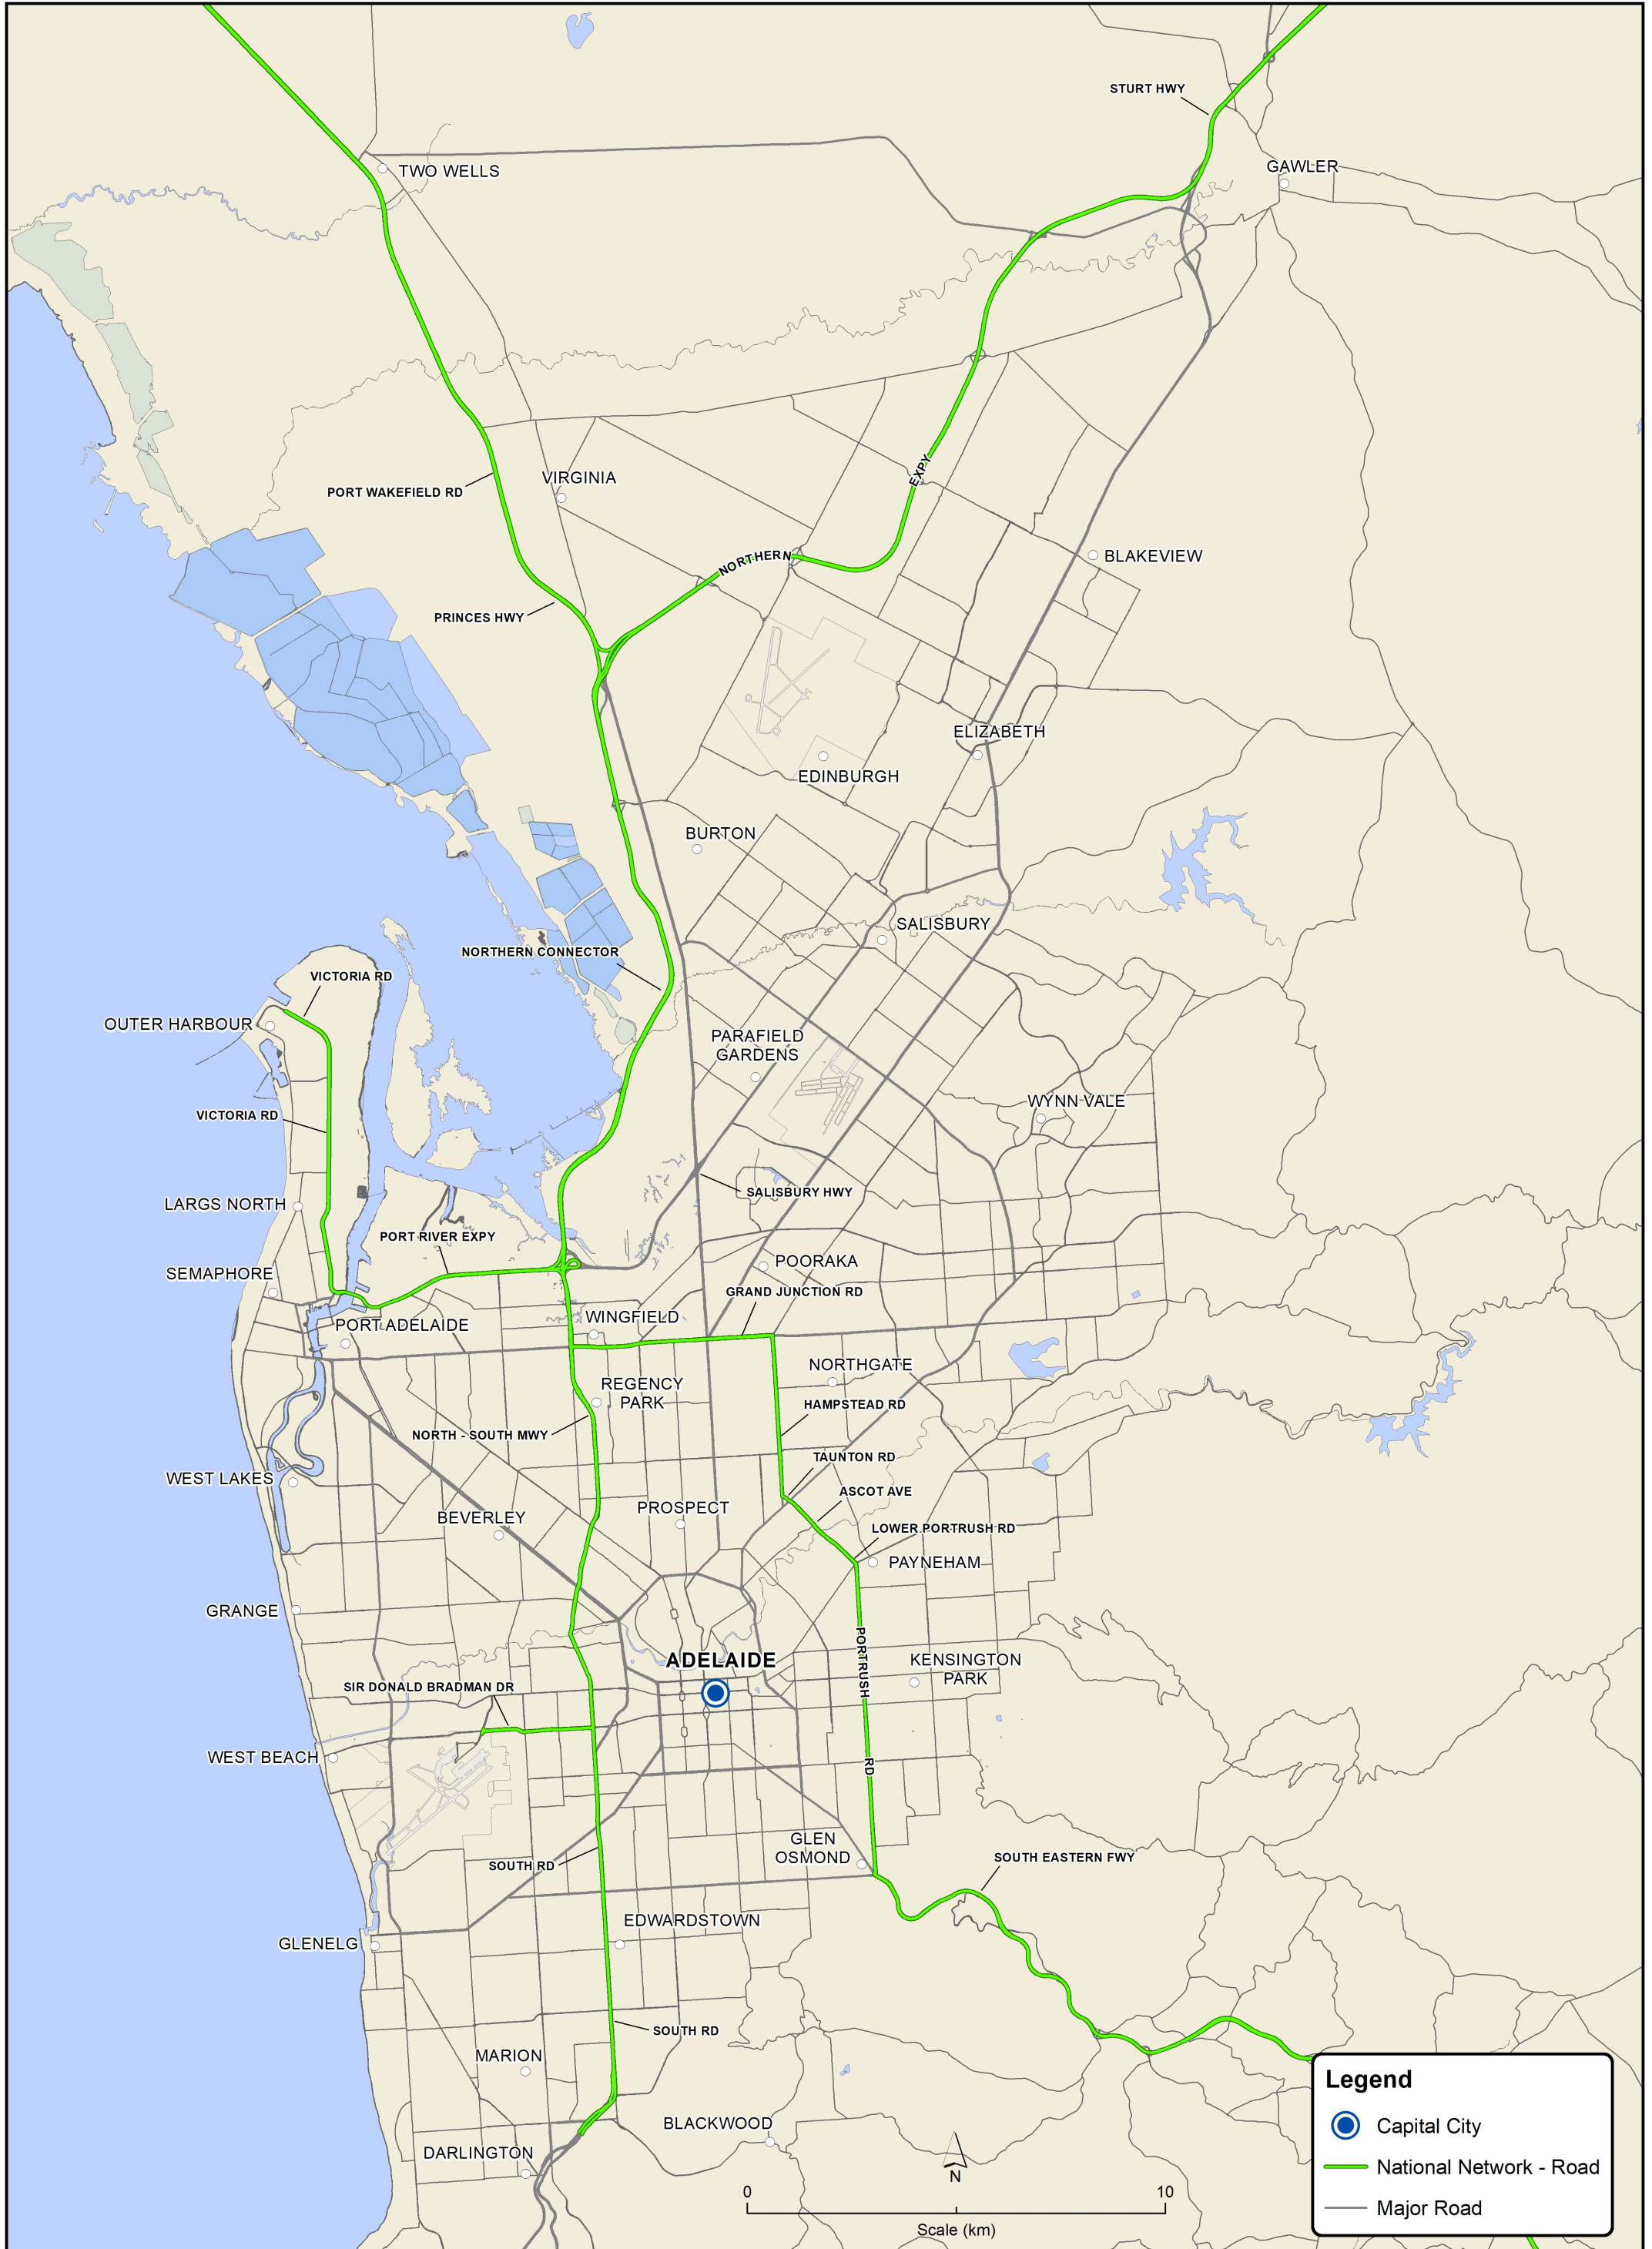 STURT HWY
GAWLER
TWO WELLS
EXPY
VIRGINIA
PORT WAKEFIELD RD
NORTHERN
BLAKEVIEW
PRINCES HWY
ELIZABETH
EDINBURGH
BURTON
SALISBURY
NORTHERN CONNECTOR
VICTORIA RD
OUTER HARBOUR
PARAFIELD
GARDENS
WYNN VALE
VICTORIA RD
SALISBURY HWY
LARGS NORTH
PORT RIVER EXPY
POORAKA
SEMAPHORE
GRAND JUNCTION RD
WINGFIELD
PORT ADELAIDE
NORTHGATE
REGENCY
PARK
HAMPSTEAD RD
NORTH - SOUTH MWY
TAUNTON RD
WEST LAKES
ASCOT AVE
PROSPECT
BEVERLEY
LOWER PORTRUSH RD
PAYNEHAM
GRANGE
PORTRUSH
ADELAIDE
KENSINGTON
PARK
SIR DONALD BRADMAN DR
WEST BEACH
RD
GLEN
OSMOND
SOUTH EASTERN FWY
SOUTH RD
EDWARDSTOWN
GLENELG
SOUTH RD
MARION
BLACKWOOD
DARLINGTON
N
0
10
Scale (km)
Legend
Capital City
National Network - Road
Major Road